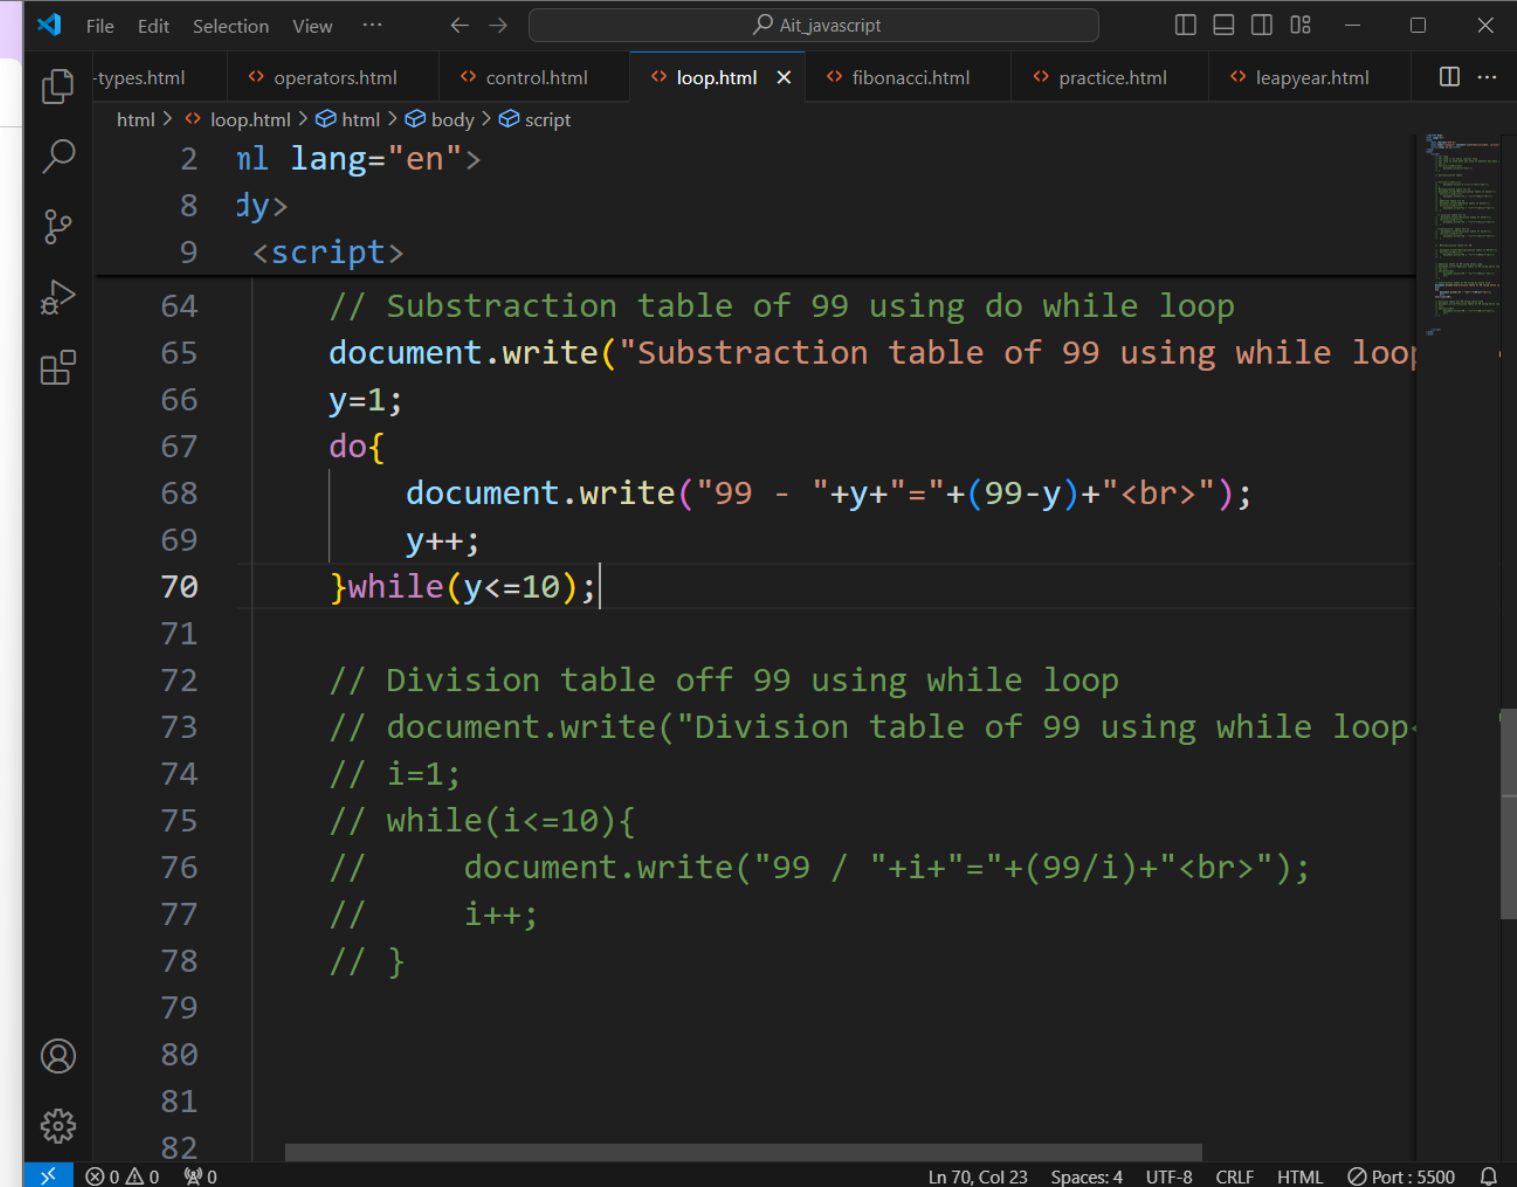 File Edit Selection View ··· Ait_javascript
-types.html operators.html control.html loop.html fibonacci.html practice.html leapyear.html
html > loop.html > html > body > script
2 ml lang="en">
8 dy>
9 <script>
64 // Substraction table of 99 using do while loop
65 document.write("Substraction table of 99 using while loop
66 y=1;
67 do{
68 document.write("99 - "+y+"="+(99-y)+"<br>");
69 y++;
70 }while(y<=10);
71
72 // Division table off 99 using while loop
73 // document.write("Division table of 99 using while loop<
74 // i=1;
75 // while(i<=10){
76 // document.write("99 / "+i+"="+(99/i)+"<br>");
77 // i++;
78 // }
79
80
81
82
0 0 0 Ln 70, Col 23 Spaces: 4 UTF-8 CRLF HTML Port : 5500